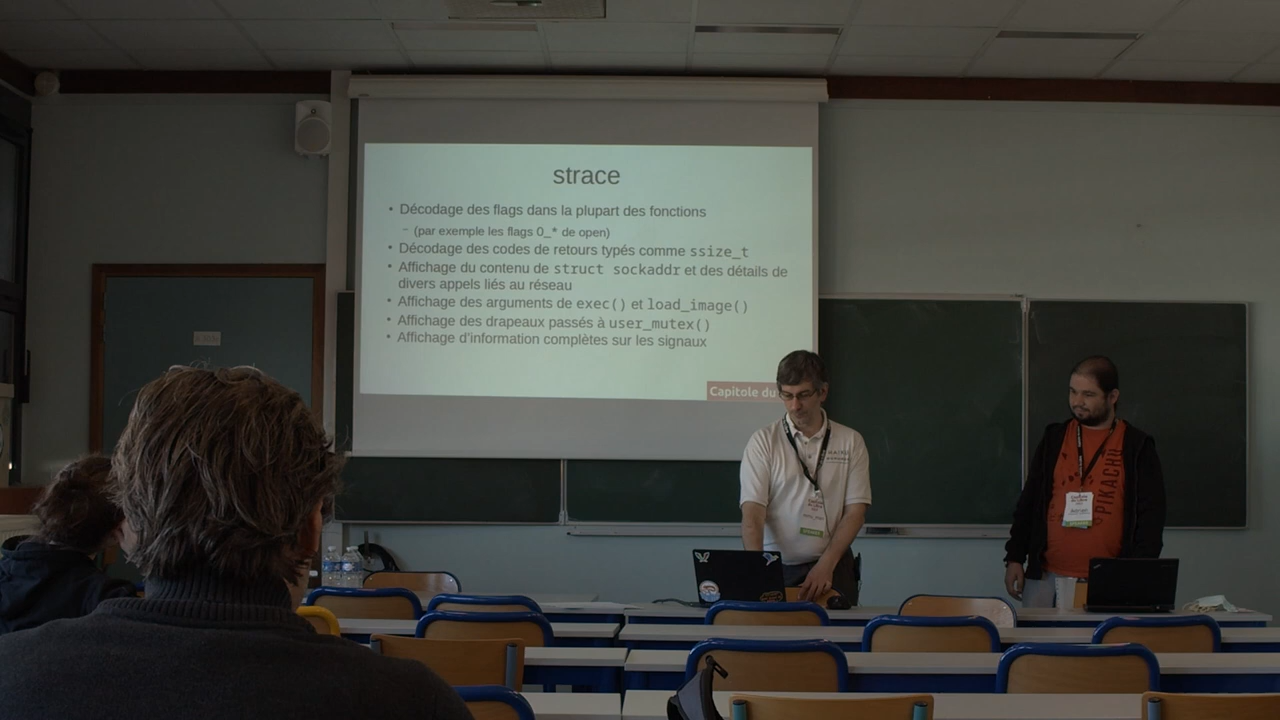 strace
• Décodage des flags dans la plupart des fonctions
– (par exemple les flags O_* de open)
• Décodage des codes de retours typés comme ssize_t
• Affichage du contenu de struct sockaddr et des détails de
divers appels liés au réseau
• Affichage des arguments de exec() et load_image()
• Affichage des drapeaux passés à user_mutex()
• Affichage d'information complètes sur les signaux
Capitole du
HAIKU
PIKACHU